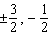 ± 3/2, - 1/2